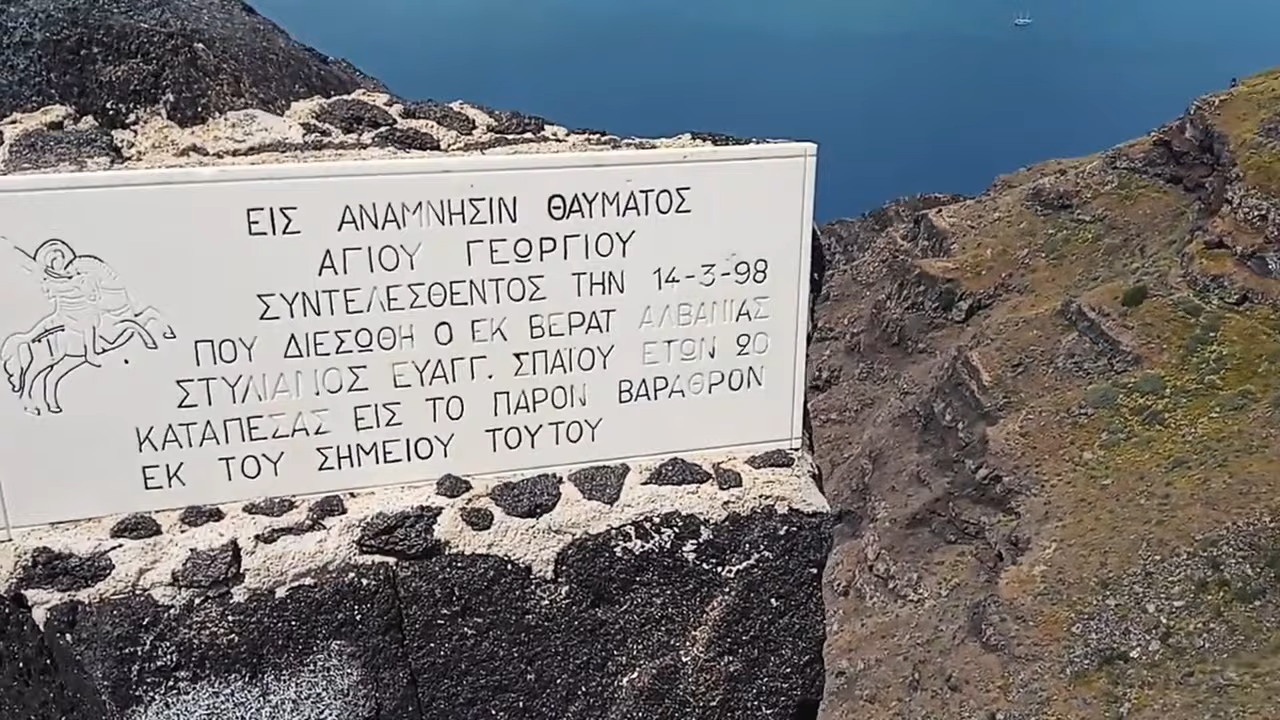 ΕΙΣ ΑΝΑΜΝΗΣΙΝ ΘΑΥΜΑΤΟΣ
ΑΓΙΟΥ ΓΕΩΡΓΙΟΥ
ΣΥΝΤΕΛΕΣΘΕΝΤΟΣ ΤΗΝ 14-3-98
ΠΟΥ ΔΙΕΣΩΘΗ Ο ΕΚ ΒΕΡΑΤ ΑΛΒΑΝΙΑΣ
ΣΤΥΛΙΑΝΟΣ ΕΥΑΓΓ. ΣΠΑΪΟΥ ΕΤΩΝ 20
ΚΑΤΑΠΕΣΑΣ ΕΙΣ ΤΟ ΠΑΡΟΝ ΒΑΡΑΘΡΟΝ
ΕΚ ΤΟΥ ΣΗΜΕΙΟΥ ΤΟΥΤΟΥ